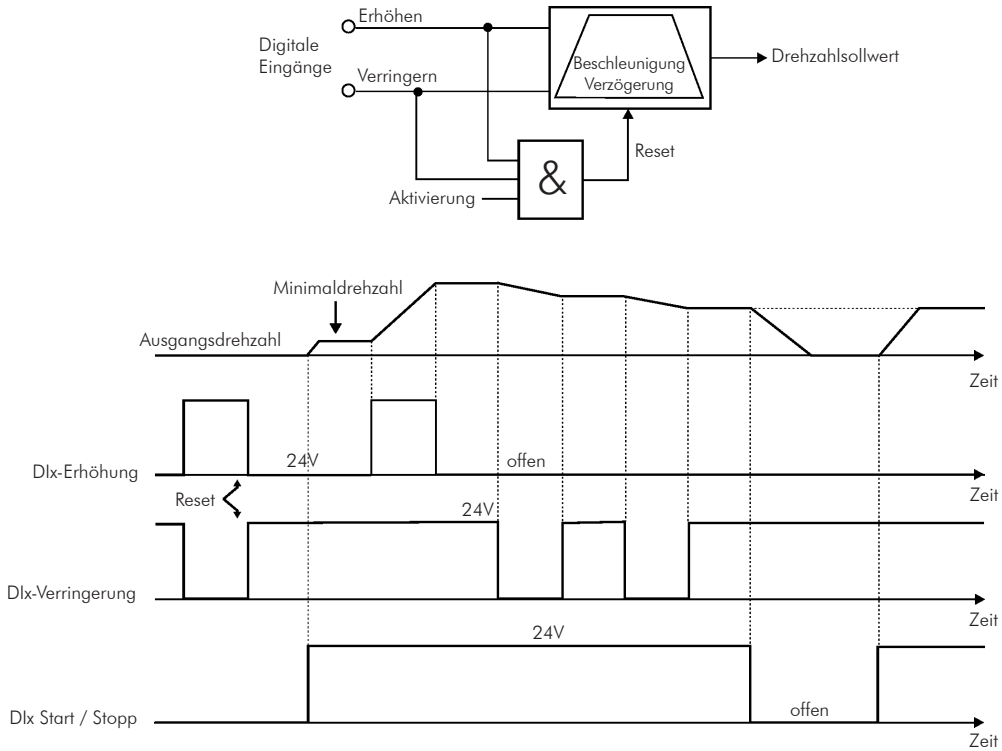 Erhöhen
Digitale
Eingänge
Verringern
Beschleunigung
Verzögerung
Drehzahlsollwert
Reset
&
Aktivierung
Minimaldrehzahl
Ausgangsdrehzahl
Zeit
24V
offen
DIx-Erhöhung
Zeit
Reset
24V
DIx-Verringerung
Zeit
24V
offen
DIx Start / Stopp
Zeit